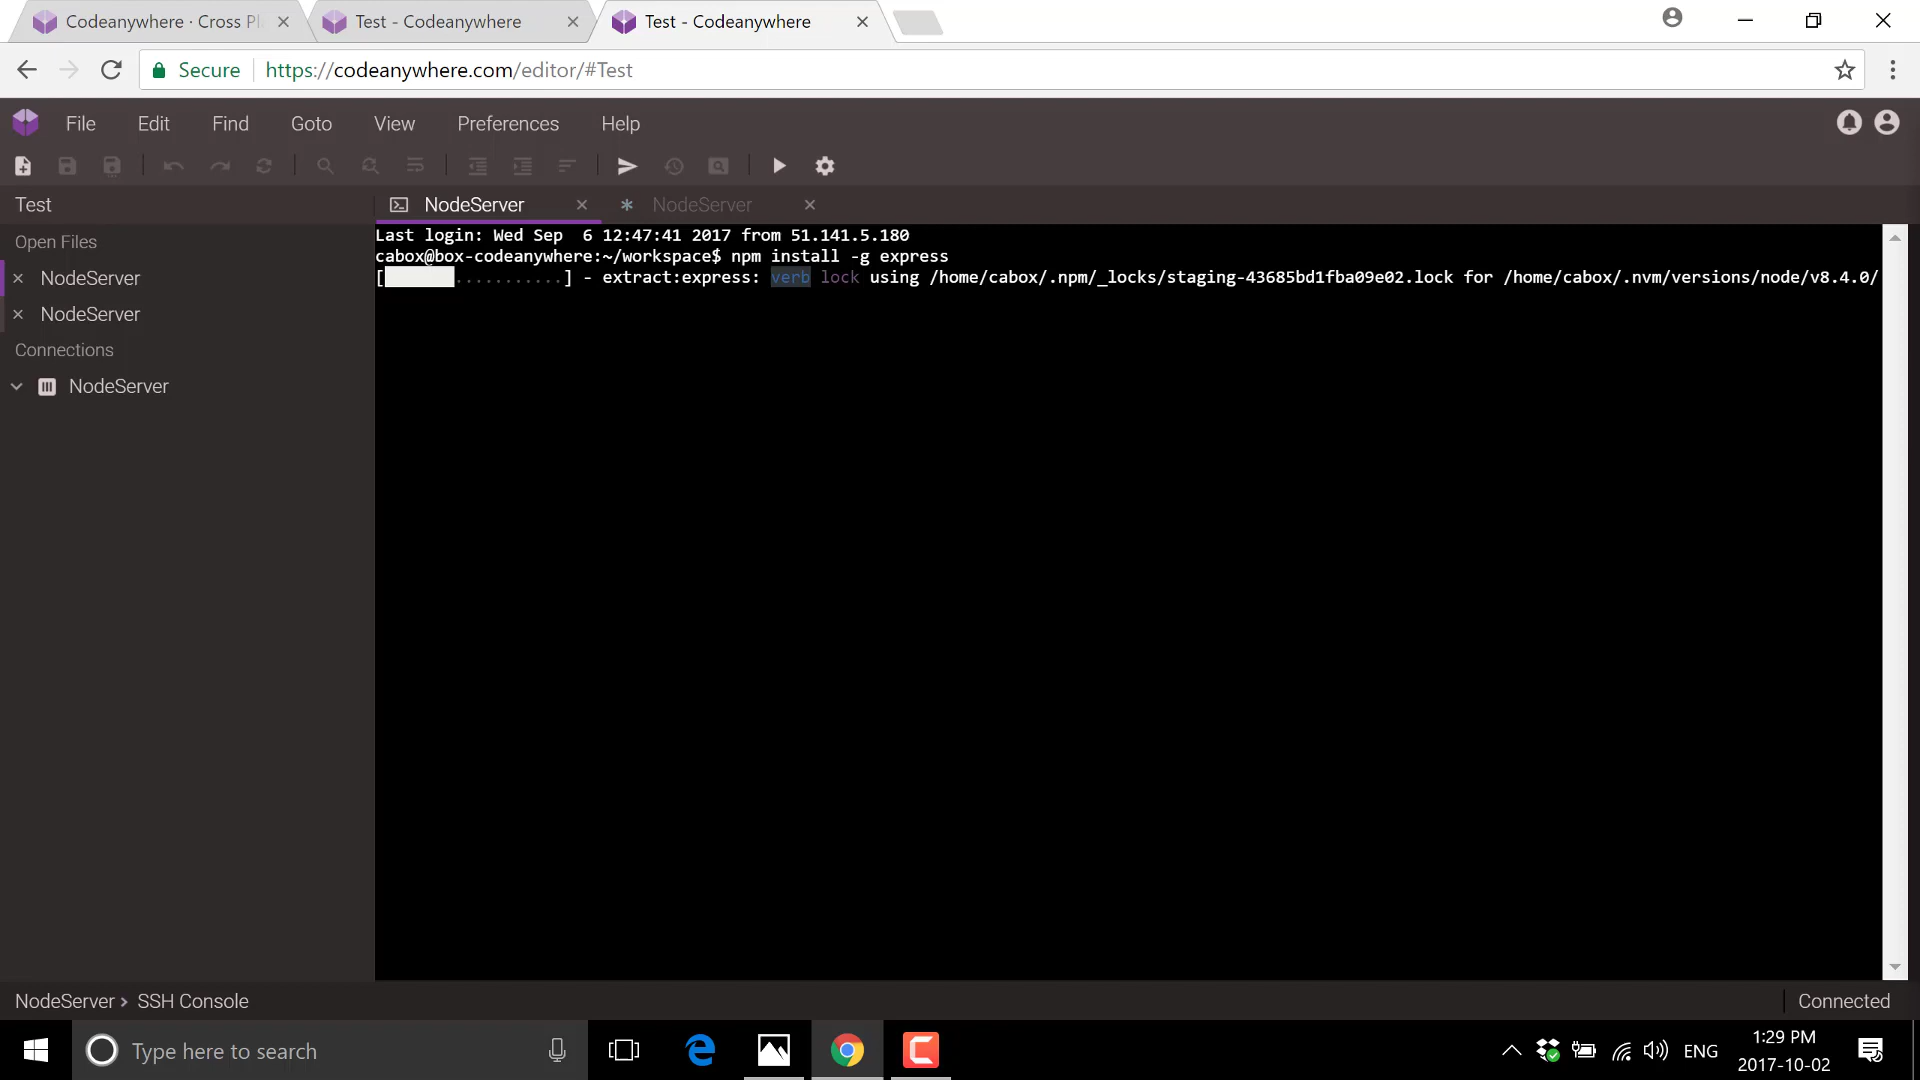 Codeanywhere · Cross Pl
Test - Codeanywhere
Test - Codeanywhere
Secure
https://codeanywhere.com/editor/#Test
File Edit Find Goto View Preferences Help
Test
NodeServer
NodeServer
Open Files
NodeServer
NodeServer
Connections
NodeServer
Last login: Wed Sep  6 12:47:41 2017 from 51.141.5.180
cabox@box-codeanywhere:~/workspace$ npm install -g express
[ ...........] - extract:express: verb lock using /home/cabox/.npm/_locks/staging-43685bd1fba09e02.lock for /home/cabox/.nvm/versions/node/v8.4.0/
NodeServer > SSH Console
Connected
Type here to search
ENG
1:29 PM
2017-10-02